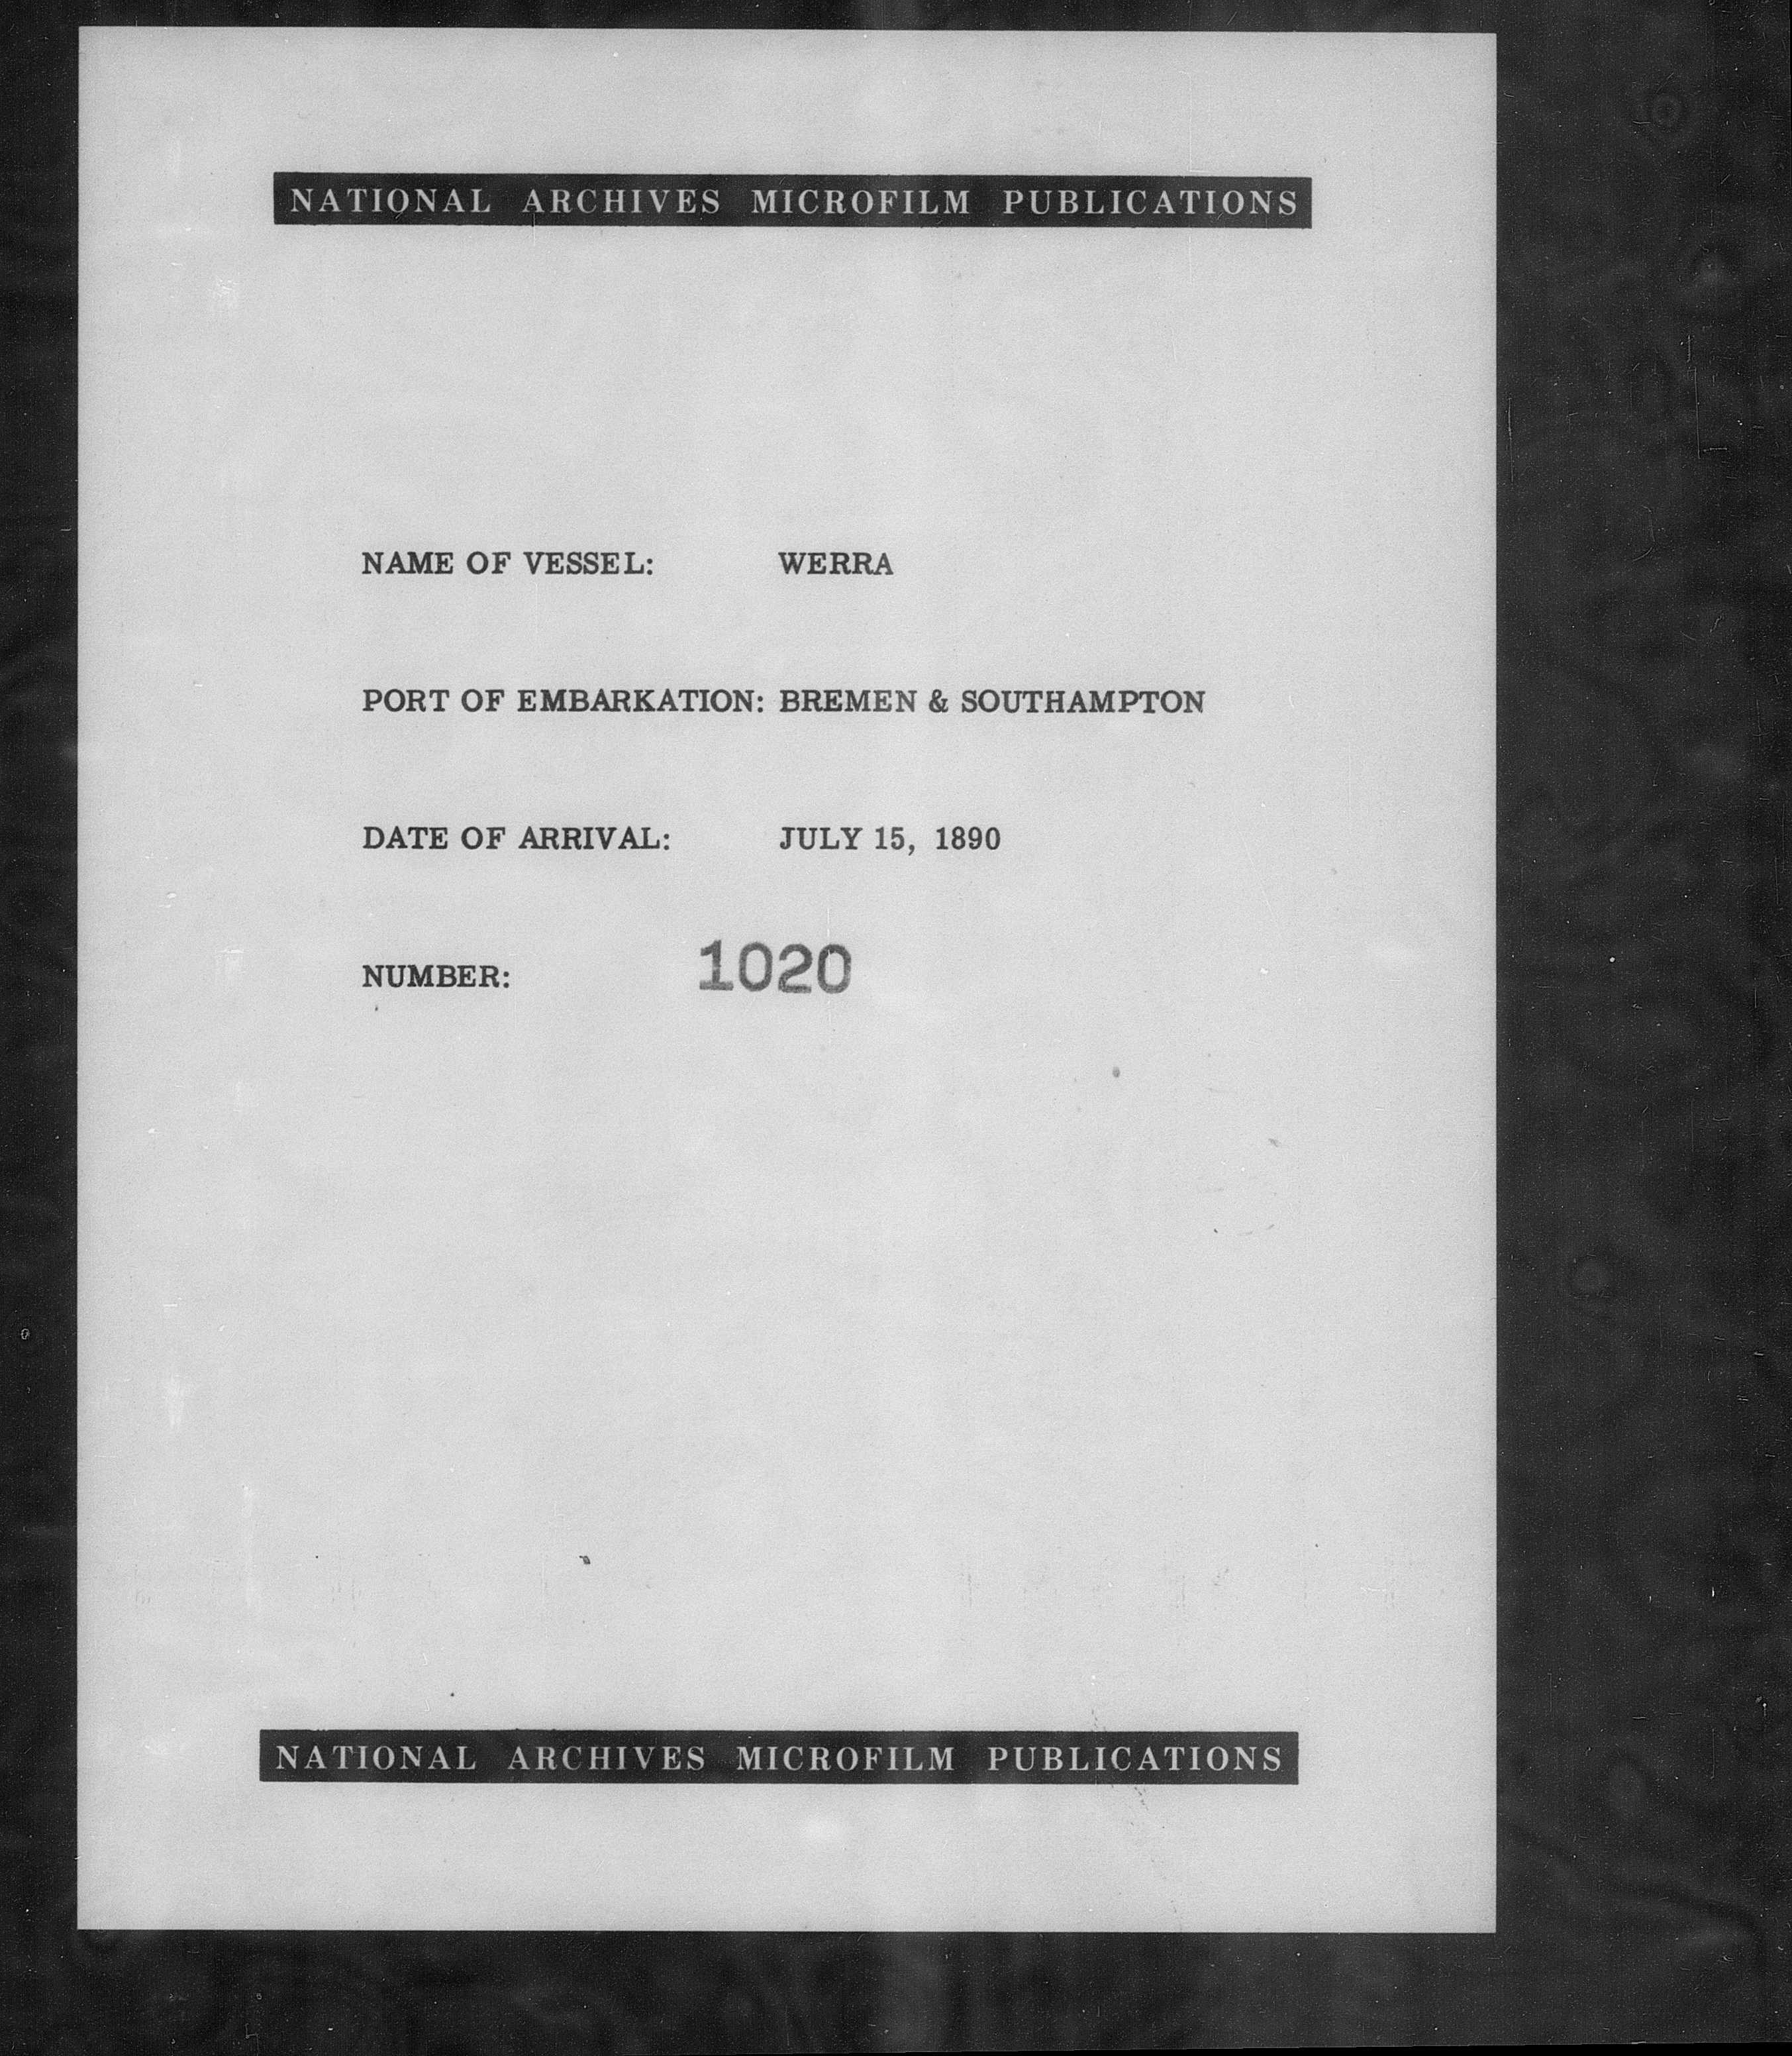 NATIONAL ARCHIVES MICROFILM PUBLICATIONS
NAME OF VESSEL: WERRA
PORT OF EMBARKATION: BREMEN & SOUTHAMPTON
DATE OF ARRIVAL: JULY 15, 1890
NUMBER: 1020
NATIONAL ARCHIVES MICROFILM PUBLICATIONS